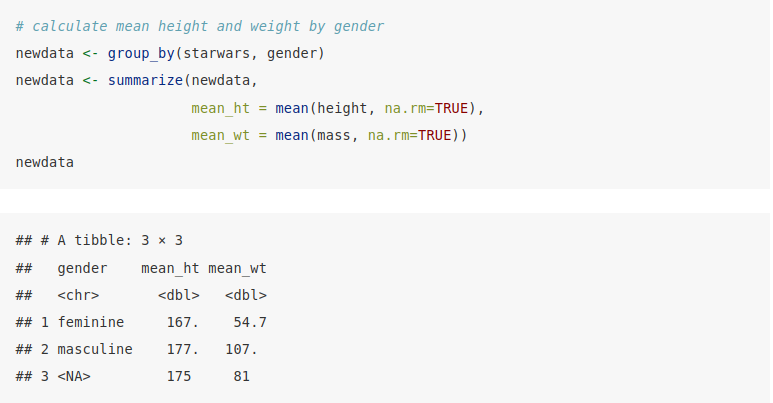 # calculate mean height and weight by gender
newdata <- group_by(starwars, gender)
newdata <- summarize(newdata,
                     mean_ht = mean(height, na.rm=TRUE),
                     mean_wt = mean(mass, na.rm=TRUE))
newdata
## # A tibble: 3 × 3
##   gender    mean_ht mean_wt
##   <chr>       <dbl>   <dbl>
## 1 feminine     167.    54.7
## 2 masculine    177.   107.
## 3 <NA>         175     81